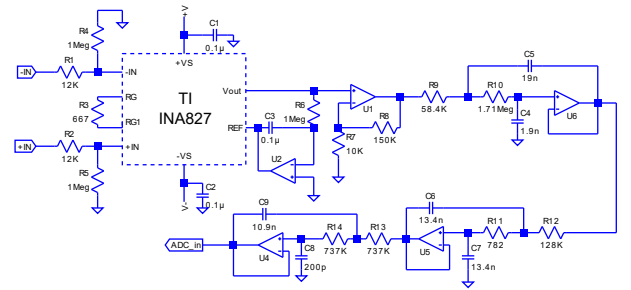 +V
R4
1Meg
C1
0.1µ
+VS
-IN
R1
12K
-IN
R3
667
RG
RG1
TI
INA827
Vout
REF
R2
12K
+IN
+IN
R5
1Meg
-VS
V-
C2
0.1µ
C3
0.1µ
R6
1Meg
U2
U1
R8
150K
R7
10K
R9
58.4K
C5
19n
R10
1.71Meg
C4
1.9n
U6
C9
10.9n
ADC_in
U4
C8
200p
R14
737K
R13
737K
C6
13.4n
U5
C7
13.4n
R11
782
R12
128K